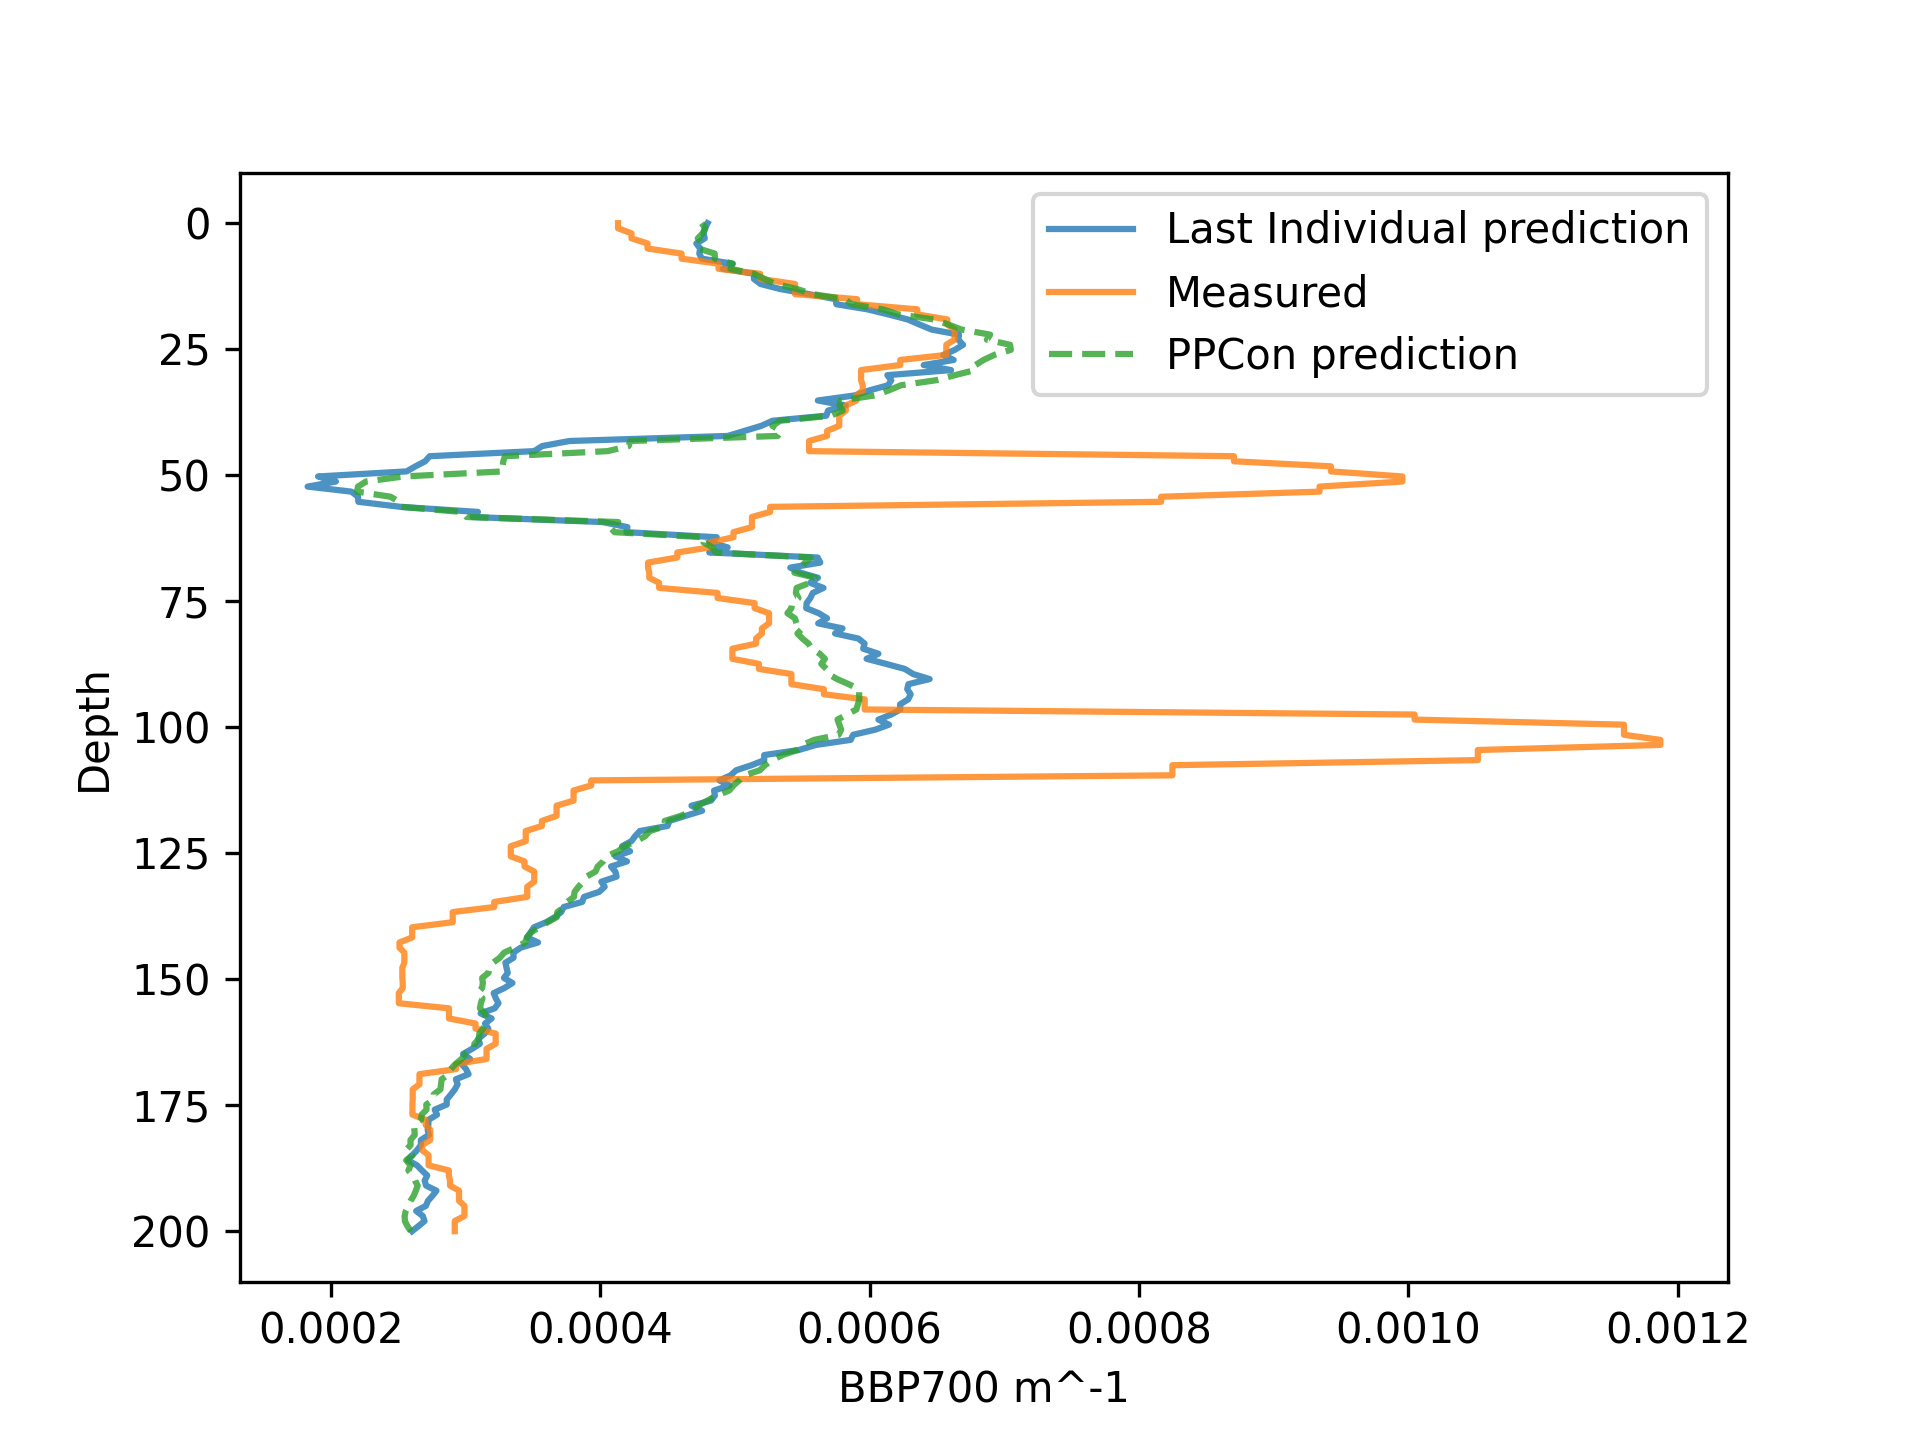 Last Individual prediction
Measured
PPCon prediction
0
25
50
75
100
125
150
175
200
Depth
0.0002 0.0004 0.0006 0.0008 0.0010 0.0012
BBP700 m^-1